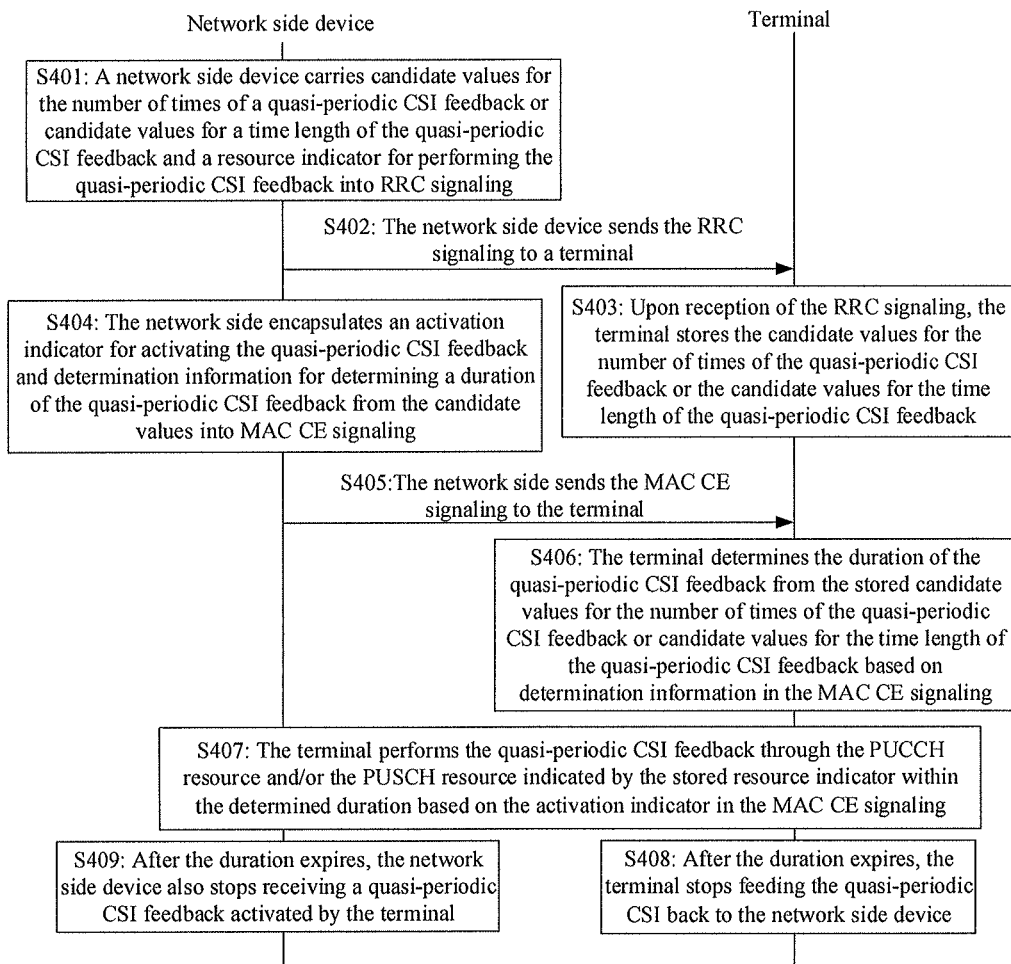 Network side device
Terminal
S401: A network side device carries candidate values for
the number of times of a quasi-periodic CSI feedback or
candidate values for a time length of the quasi-periodic
CSI feedback and a resource indicator for performing the
quasi-periodic CSI feedback into RRC signaling
S402: The network side device sends the RRC
signaling to a terminal
S404: The network side encapsulates an activation
indicator for activating the quasi-periodic CSI feedback
and determination information for determining a duration
of the quasi-periodic CSI feedback from the candidate
values into MAC CE signaling
S403: Upon reception of the RRC signaling, the
terminal stores the candidate values for the
number of times of the quasi-periodic CSI
feedback or the candidate values for the time
length of the quasi-periodic CSI feedback
S405:The network side sends the MAC CE
signaling to the terminal
S406: The terminal determines the duration of the
quasi-periodic CSI feedback from the stored candidate
values for the number of times of the quasi-periodic
CSI feedback or candidate values for the time length of
the quasi-periodic CSI feedback based on
determination information in the MAC CE signaling
S407: The terminal performs the quasi-periodic CSI feedback through the PUCCH
resource and/or the PUSCH resource indicated by the stored resource indicator within
the determined duration based on the activation indicator in the MAC CE signaling
S409: After the duration expires, the network
side device also stops receiving a quasi-periodic
CSI feedback activated by the terminal
S408: After the duration expires, the
terminal stops feeding the quasi-periodic
CSI back to the network side device